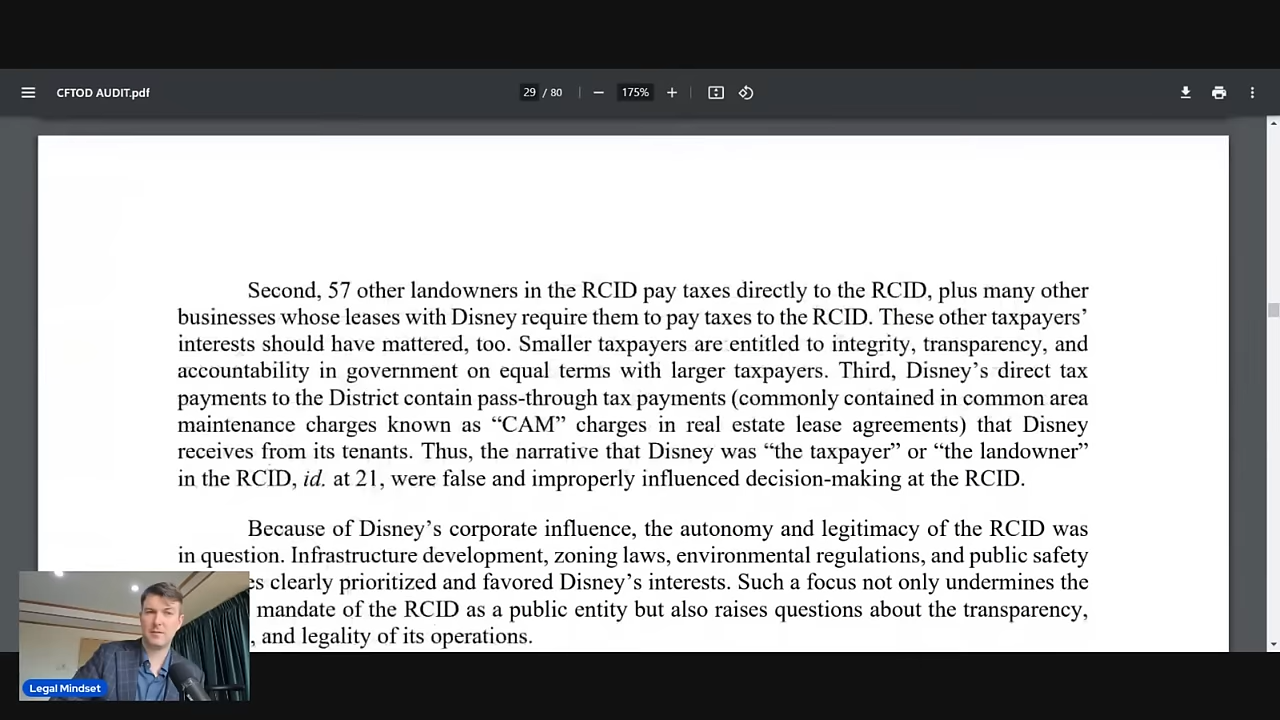 CFTOD AUDIT.pdf
29 / 80
175%
Second, 57 other landowners in the RCID pay taxes directly to the RCID, plus many other
businesses whose leases with Disney require them to pay taxes to the RCID. These other taxpayers’
interests should have mattered, too. Smaller taxpayers are entitled to integrity, transparency, and
accountability in government on equal terms with larger taxpayers. Third, Disney’s direct tax
payments to the District contain pass-through tax payments (commonly contained in common area
maintenance charges known as “CAM” charges in real estate lease agreements) that Disney
receives from its tenants. Thus, the narrative that Disney was “the taxpayer” or “the landowner”
in the RCID, id. at 21, were false and improperly influenced decision-making at the RCID.
Because of Disney’s corporate influence, the autonomy and legitimacy of the RCID was
in question. Infrastructure development, zoning laws, environmental regulations, and public safety
clearly prioritized and favored Disney’s interests. Such a focus not only undermines the
mandate of the RCID as a public entity but also raises questions about the transparency,
, and legality of its operations.
Legal Mindset